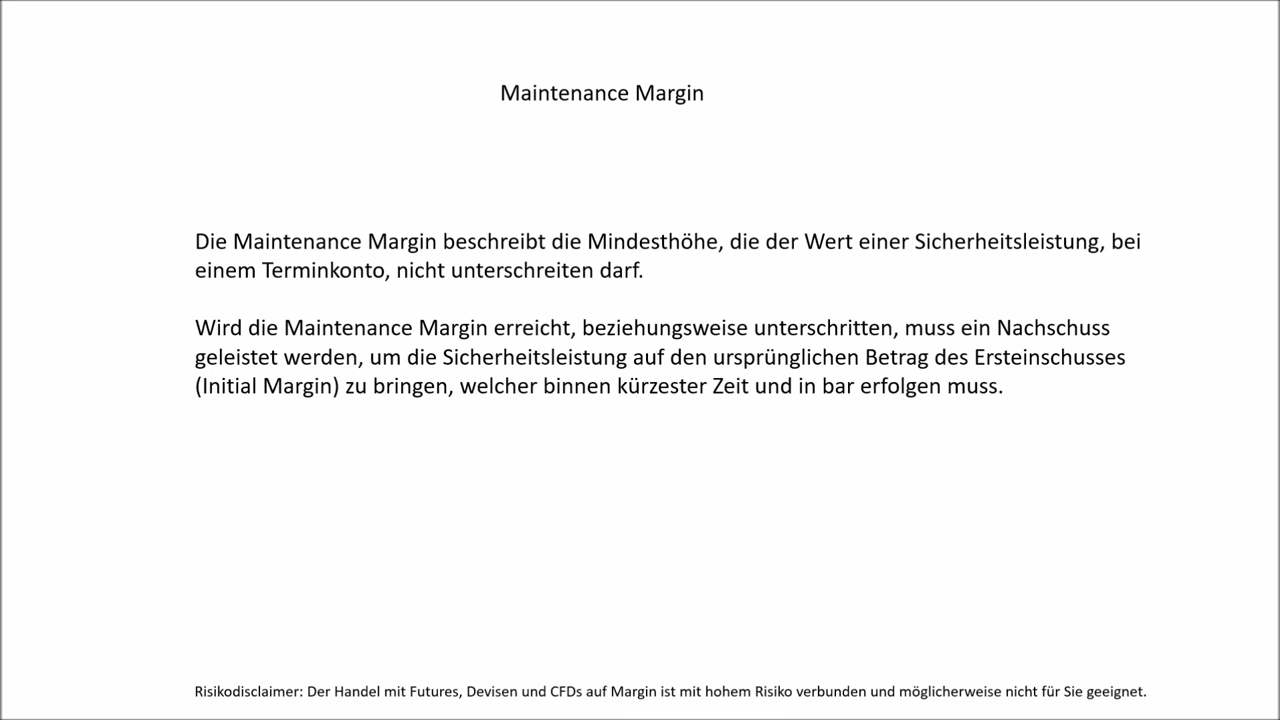 Maintenance Margin
Die Maintenance Margin beschreibt die Mindesthöhe, die der Wert einer Sicherheitsleistung, bei
einem Terminkonto, nicht unterschreiten darf.
Wird die Maintenance Margin erreicht, beziehungsweise unterschritten, muss ein Nachschuss
geleistet werden, um die Sicherheitsleistung auf den ursprünglichen Betrag des Ersteinschusses
(Initial Margin) zu bringen, welcher binnen kürzester Zeit und in bar erfolgen muss.
Risikodisclaimer: Der Handel mit Futures, Devisen und CFDs auf Margin ist mit hohem Risiko verbunden und möglicherweise nicht für Sie geeignet.